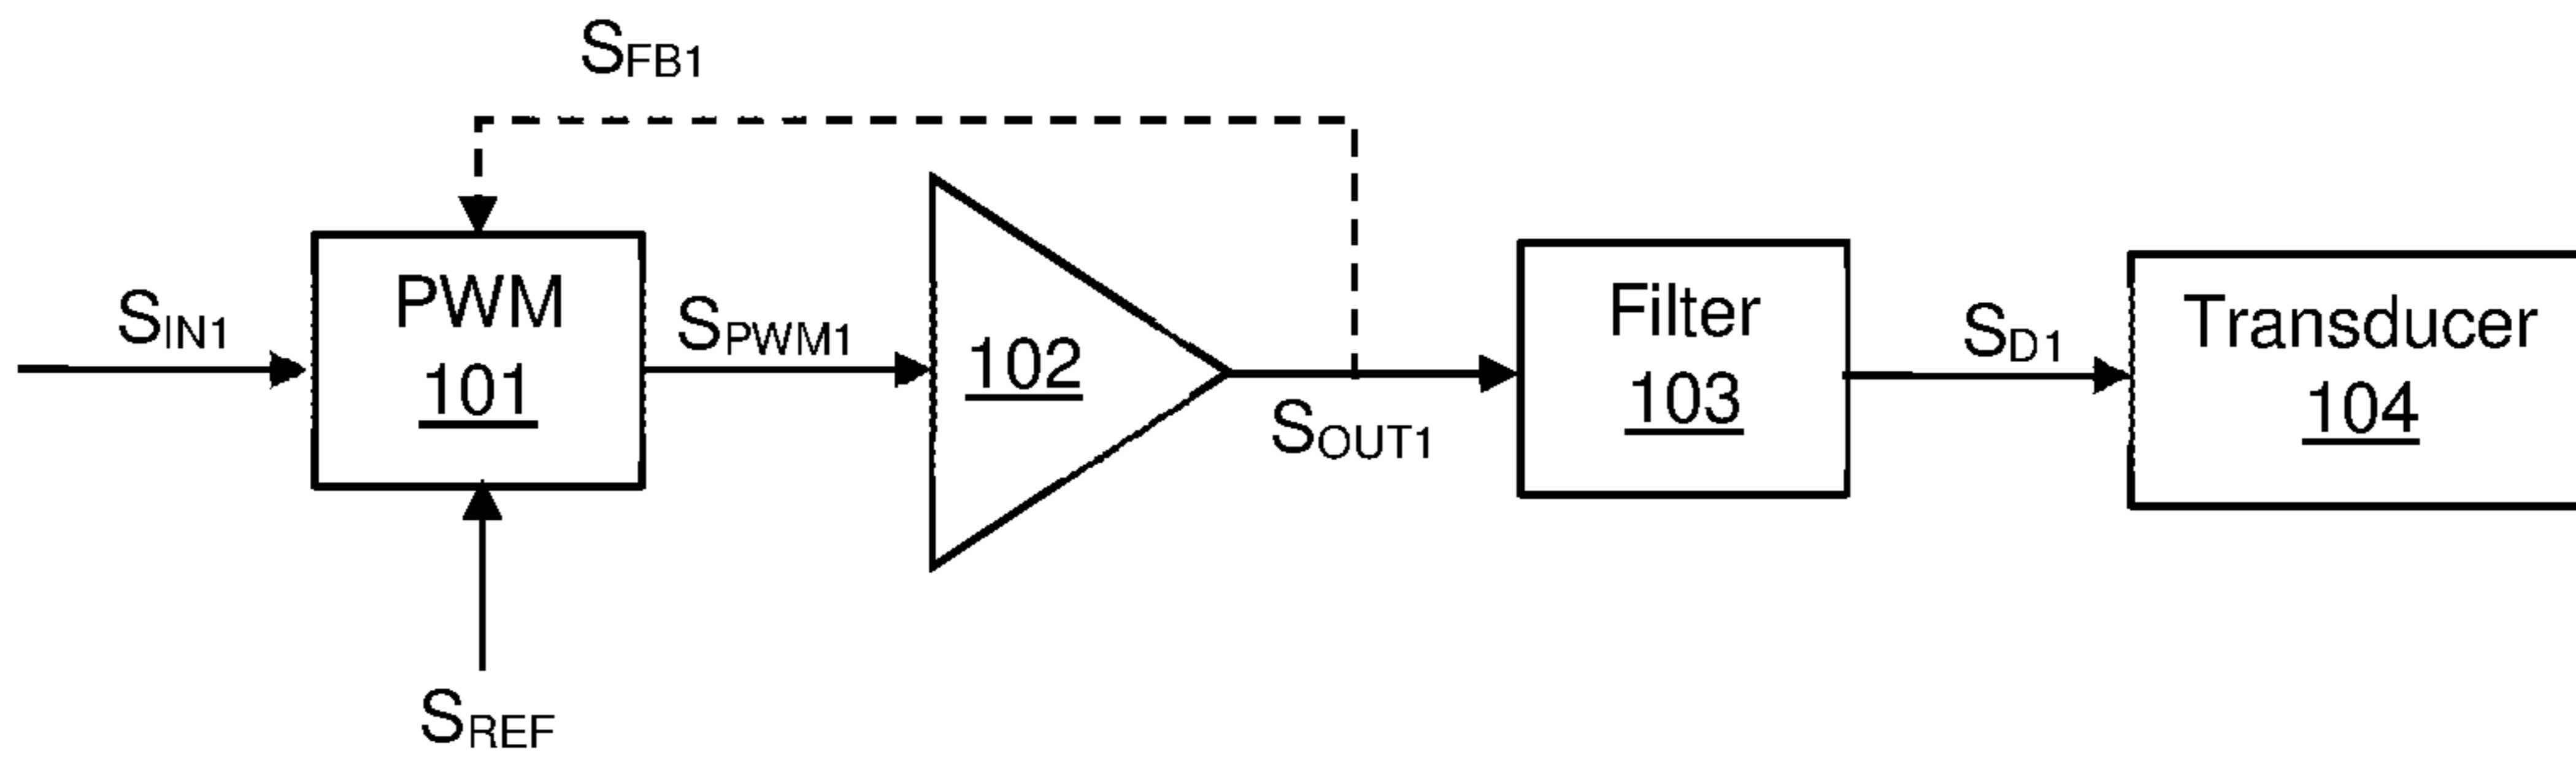 SFB1
SIN1
PWM
101
SPWM1
102
SOUT1
Filter
103
SD1
Transducer
104
SREF